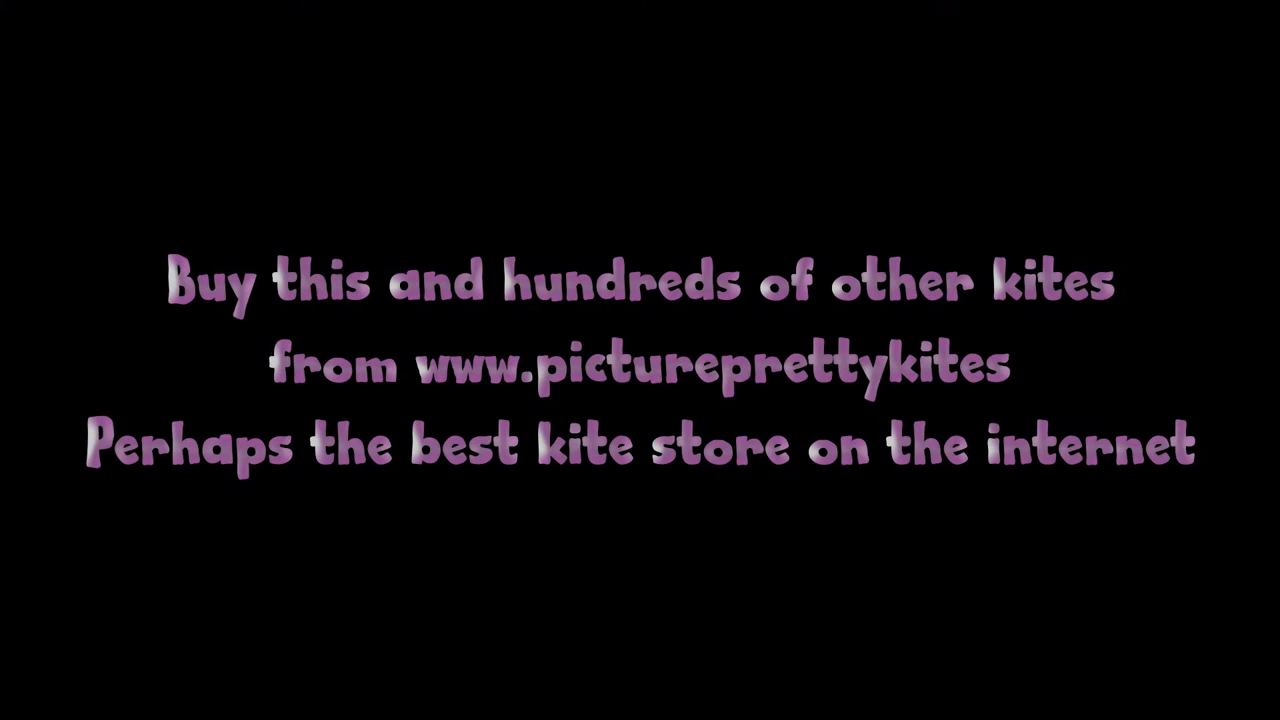 Buy this and hundreds of other kites
from www.pictureprettykites
Perhaps the best kite store on the internet